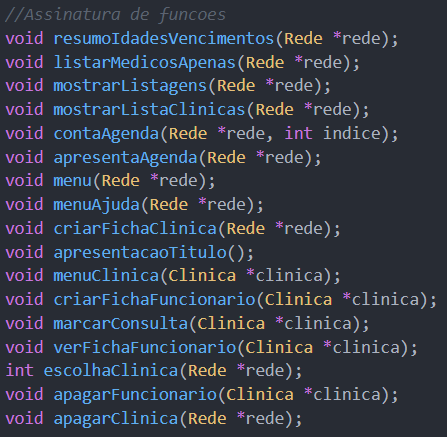 //Assinatura de funcoes
void resumoIdadesVencimentos(Rede *rede);
void listarMedicosApenas(Rede *rede);
void mostrarListagens(Rede *rede);
void mostrarListaClinicas(Rede *rede);
void contaAgenda(Rede *rede, int indice);
void apresentaAgenda(Rede *rede);
void menu(Rede *rede);
void menuAjuda(Rede *rede);
void criarFichaClinica(Rede *rede);
void apresentacaoTitulo();
void menuClinica(Clinica *clinica);
void criarFichaFuncionario(Clinica *clinica);
void marcarConsulta(Clinica *clinica);
void verFichaFuncionario(Clinica *clinica);
int escolhaClinica(Rede *rede);
void apagarFuncionario(Clinica *clinica);
void apagarClinica(Rede *rede);